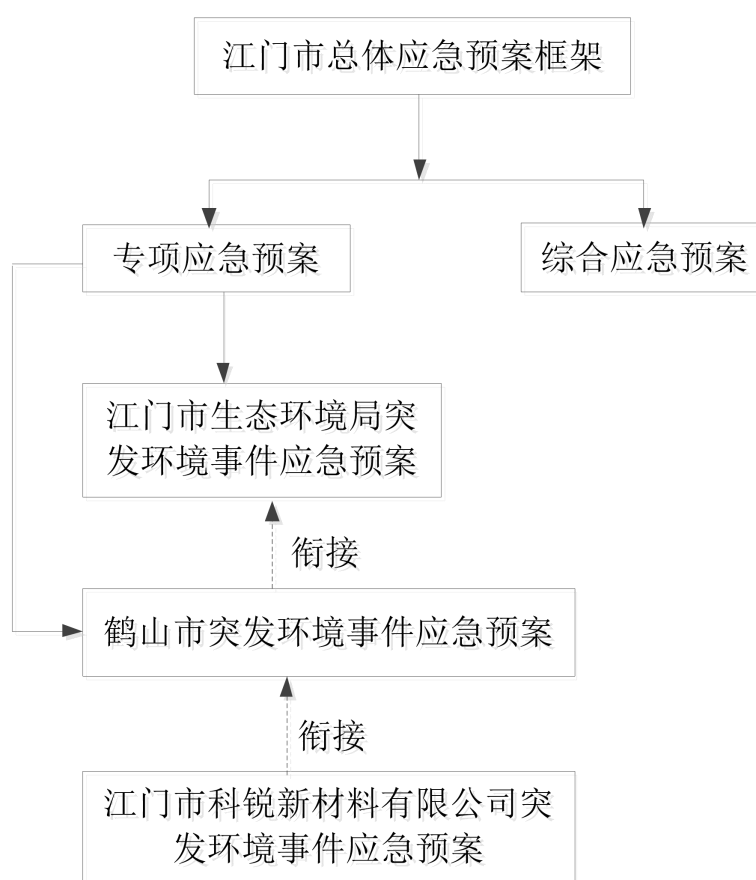 江门市总体应急预案框架
专项应急预案
综合应急预案
江门市生态环境局突
发环境事件应急预案
衔接
鹤山市突发环境事件应急预案
衔接
江门市科锐新材料有限公司突
发环境事件应急预案